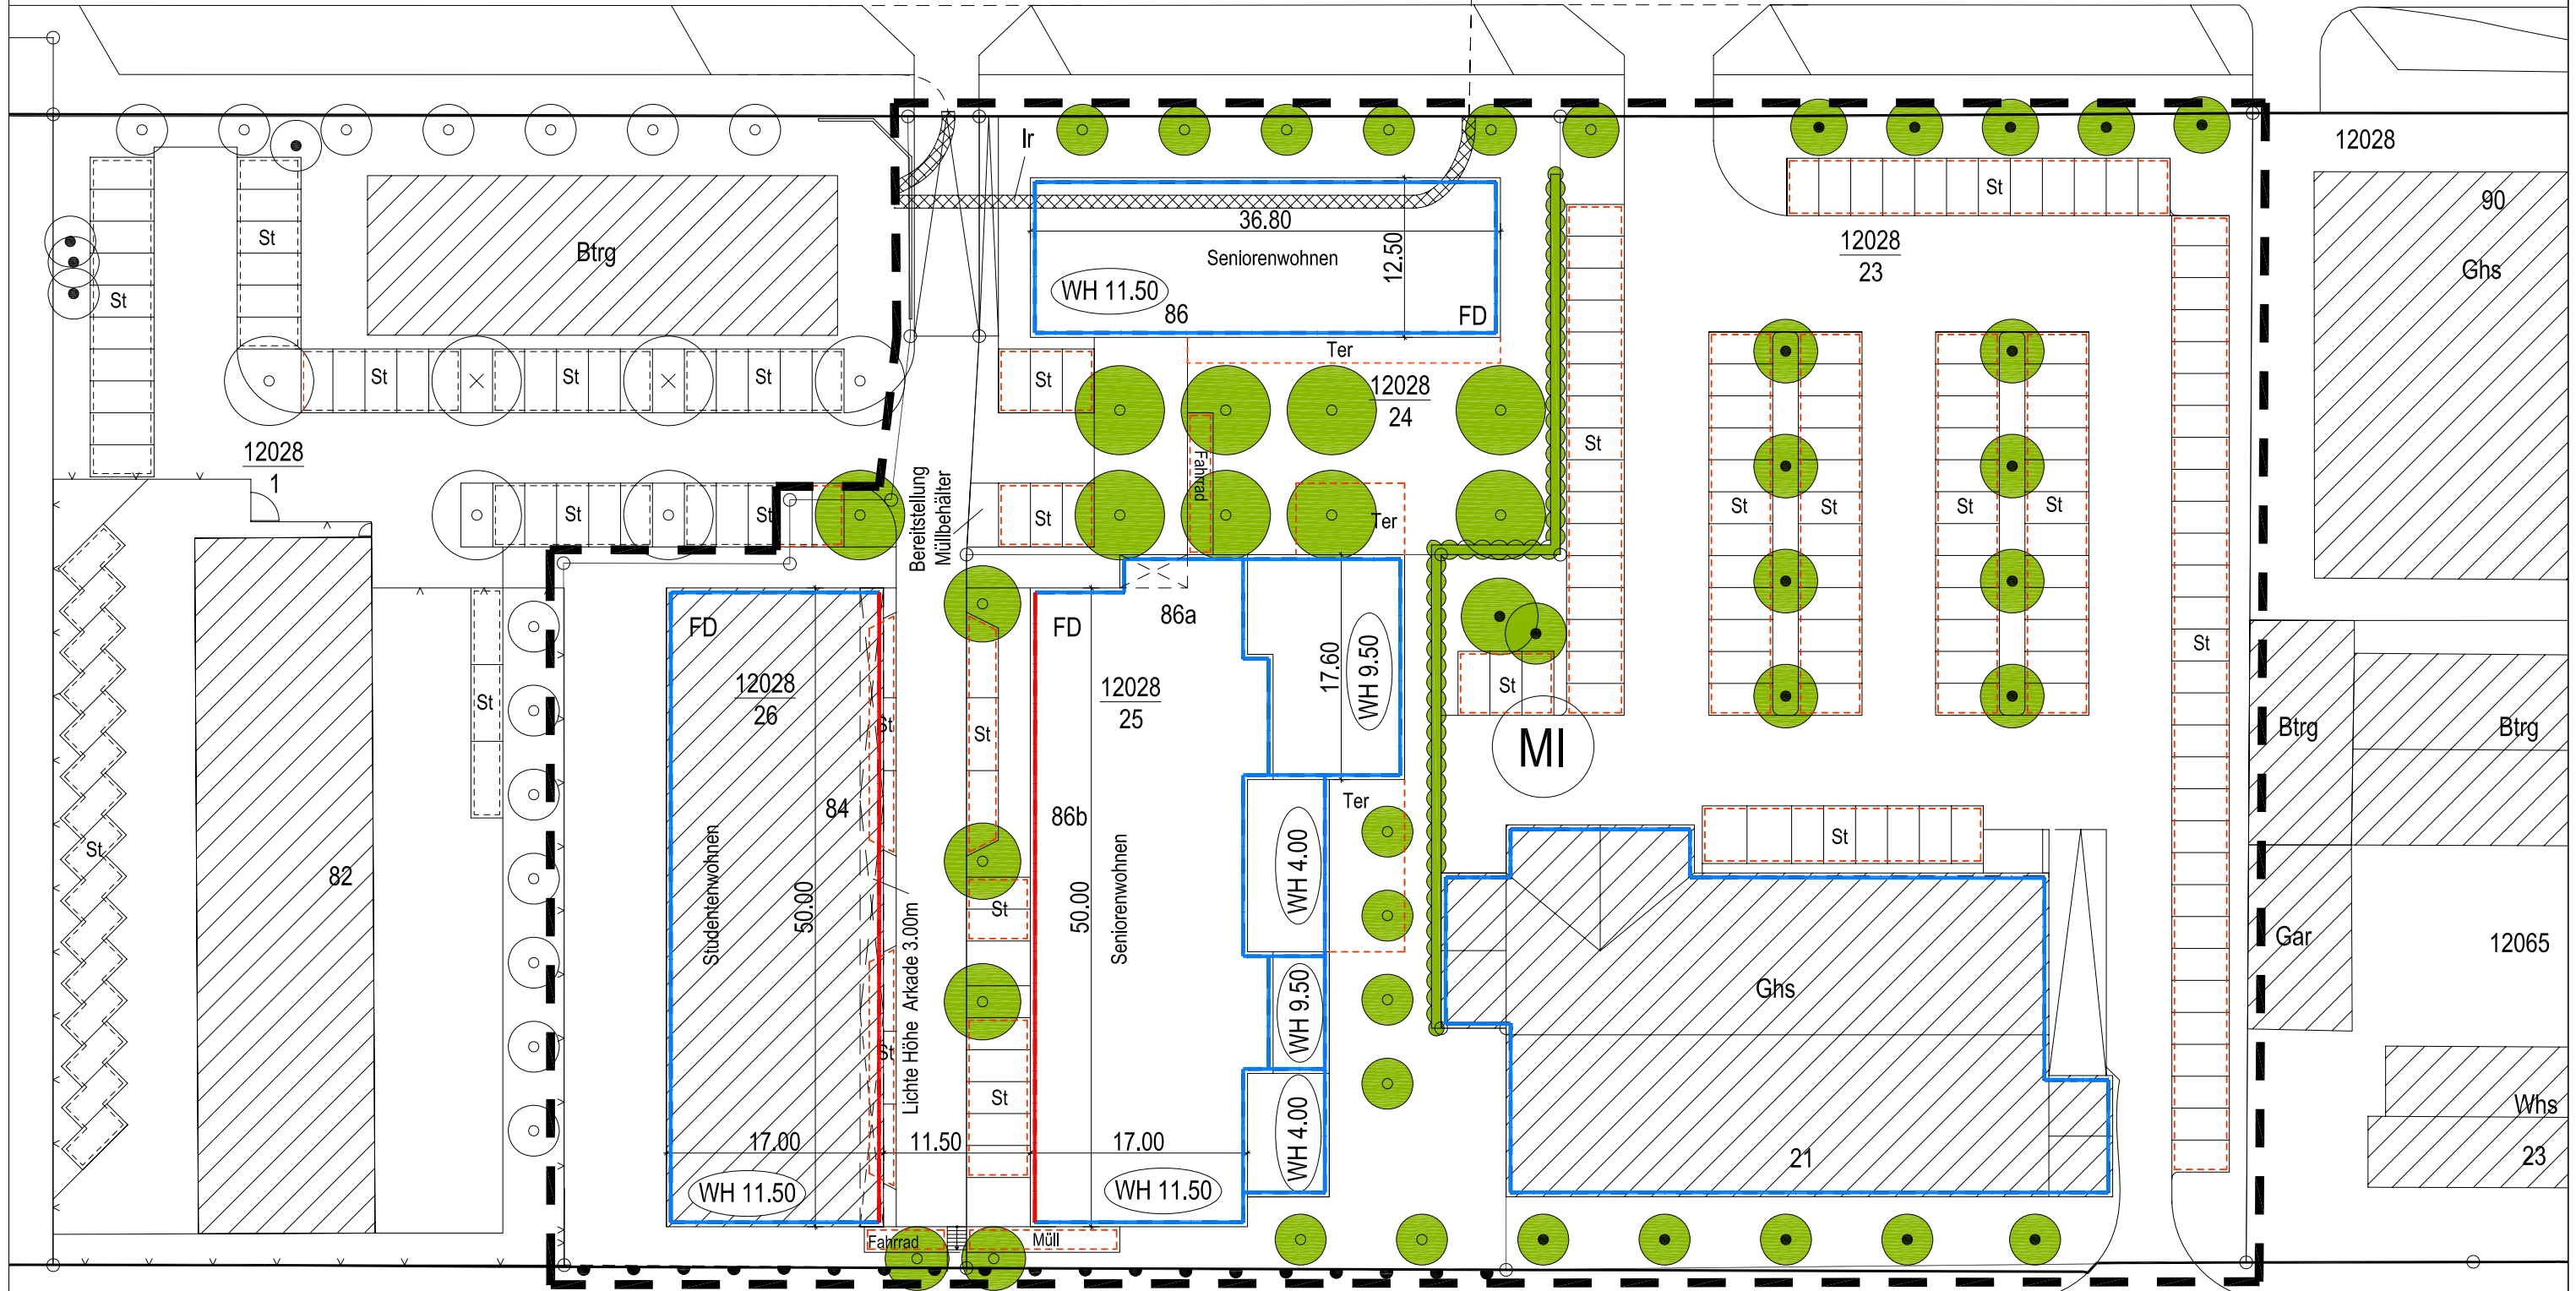 Ir
12028
St
90
36.80
12.50
Btrg
St
Seniorenwohnen
12028
23
Ghs
WH 11.50
86
FD
St
Ter
St
St
St
St
12028
24
St
12028
1
Fahrrad
Bereitstellung
Müllbehälter
St
St
St
Ter
St
St
St
St
FD
FD
86a
17.60
WH 9.50
St
12028
26
12028
25
St
St
St
St
MI
Btrg
Btrg
Ter
84
86b
St
St
82
Studentenwohnen
50.00
Lichte Höhe Arkade 3.00m
50.00
Seniorenwohnen
WH 4.00
St
Gar
12065
Ghs
WH 9.50
St
St
WH 4.00
Whs
17.00
11.50
17.00
21
23
WH 11.50
WH 11.50
Fahrrad
Müll